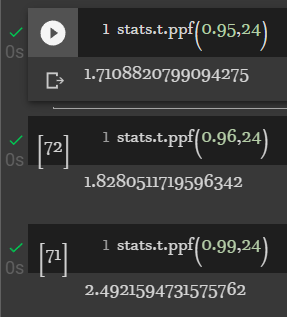 1 stats.t.ppf(0.95,24)
0s
1.7108820799094275
[72]
1 stats.t.ppf(0.96,24)
0s
1.8280511719596342
[71]
1 stats.t.ppf(0.99,24)
0s
2.4921594731575762